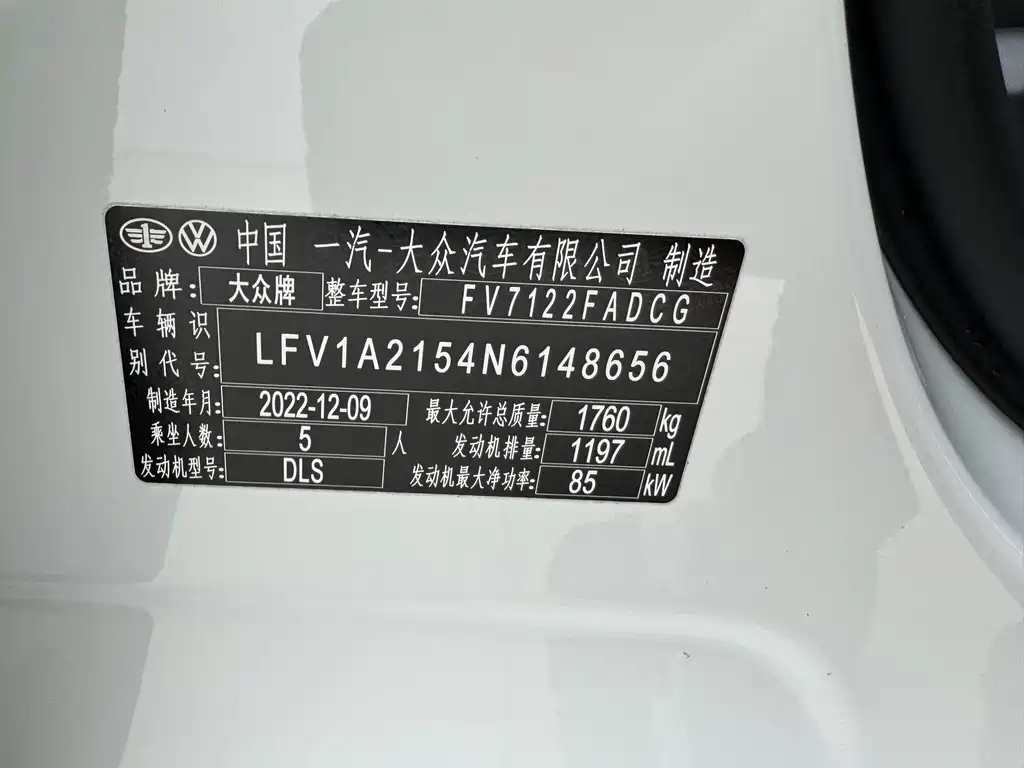 中国 一汽-大众汽车有限公司 制造
品牌: 大众牌 整车型号: FV7122FADCG
车辆识别代号: LFV1A2154N6148656
制造年月: 2022-12-09 最大允许总质量: 1760 kg
乘坐人数: 5 人 发动机排量: 1197 mL
发动机型号: DLS 发动机最大净功率: 85 kW